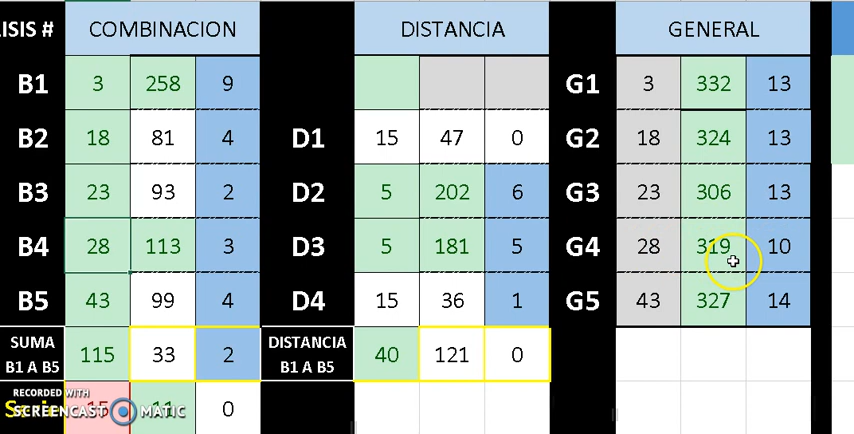 ISIS # COMBINACION DISTANCIA GENERAL
B1 3 258 9 G1 3 332 13
B2 18 81 4 D1 15 47 0 G2 18 324 13
B3 23 93 2 D2 5 202 6 G3 23 306 13
B4 28 113 3 D3 5 181 5 G4 28 319 10
B5 43 99 4 D4 15 36 1 G5 43 327 14
SUMA B1 A B5 115 33 2 DISTANCIA B1 A B5 40 121 0
RECORDED WITH
SCREENCAST MATIC
15 11 0